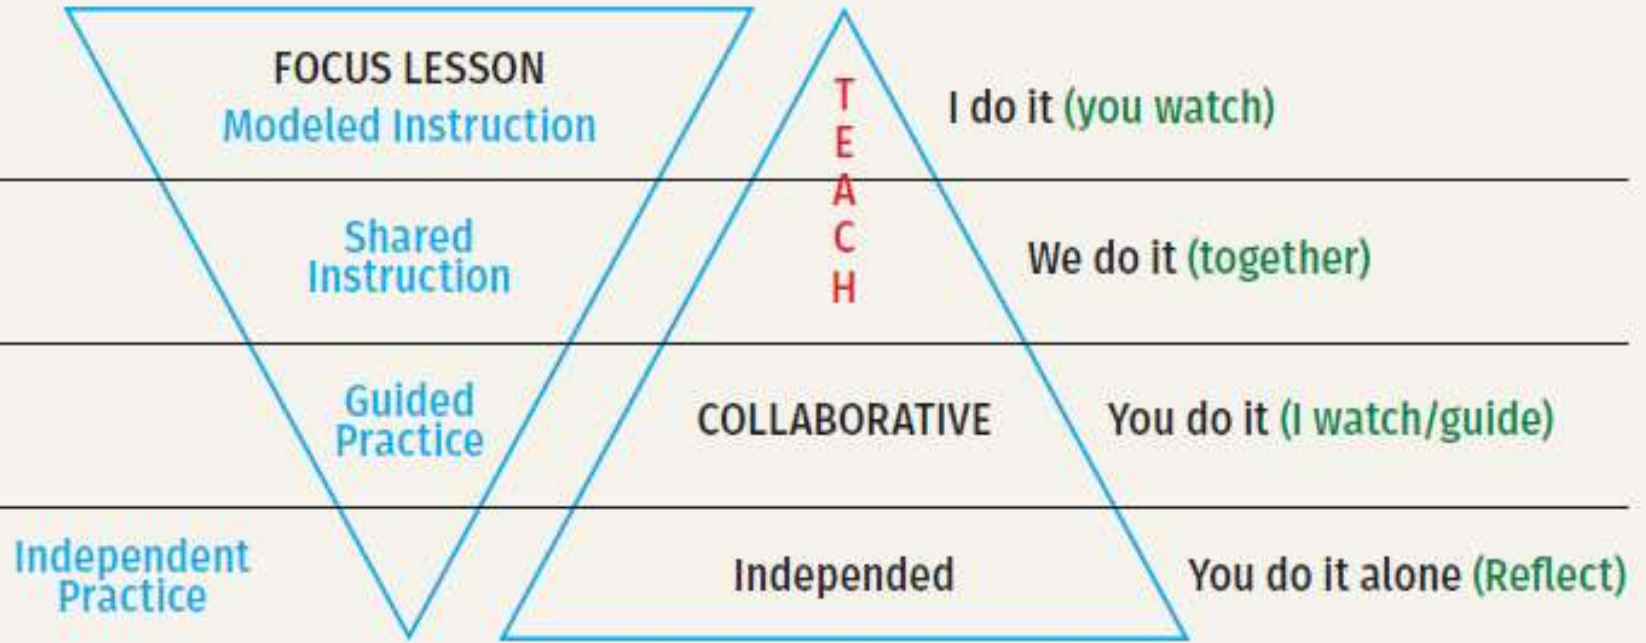 FOCUS LESSON
Modeled Instruction
TEACH
I do it (you watch)
Shared
Instruction
We do it (together)
Guided
Practice
COLLABORATIVE
You do it (I watch/guide)
Independent
Practice
Independed
You do it alone (Reflect)